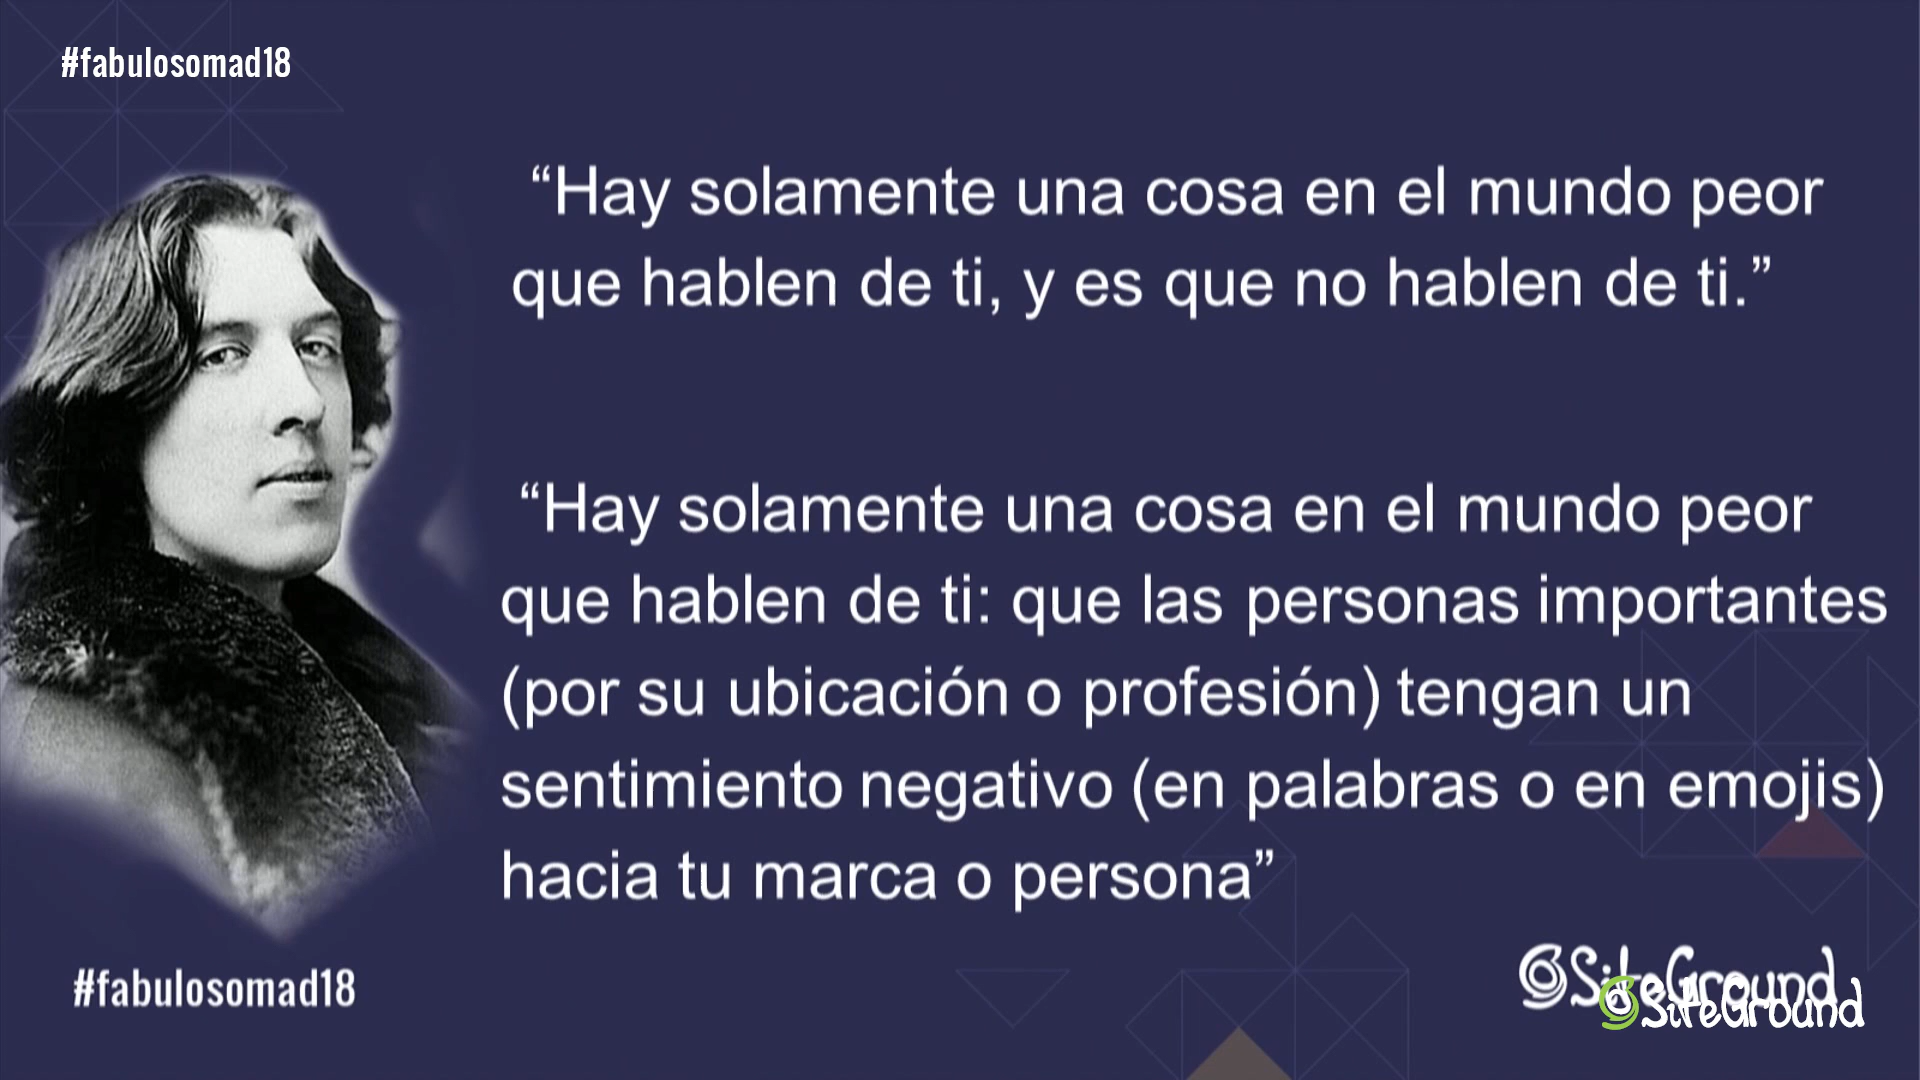 #fabulosomad18
“Hay solamente una cosa en el mundo peor
que hablen de ti, y es que no hablen de ti.”
“Hay solamente una cosa en el mundo peor
que hablen de ti: que las personas importantes
(por su ubicación o profesión) tengan un
sentimiento negativo (en palabras o en emojis)
hacia tu marca o persona”
#fabulosomad18
SiteGround
SiteGround